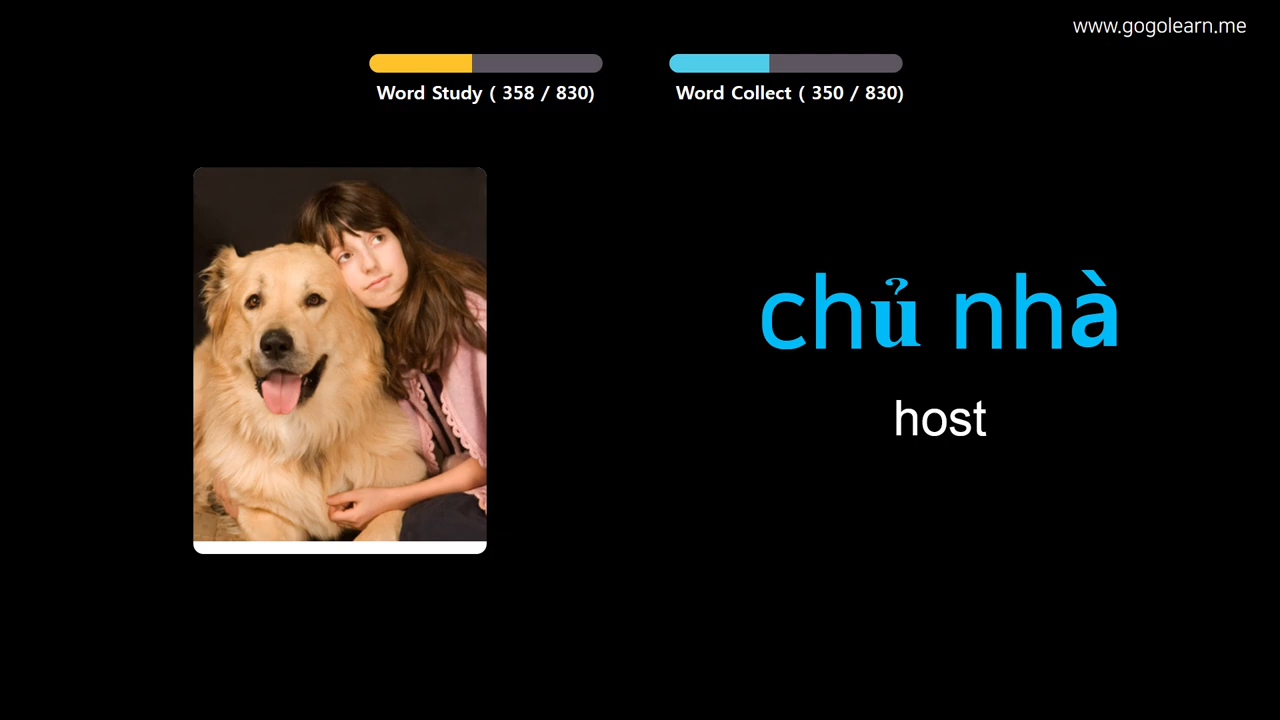 www.gogolearn.me
Word Study ( 358 / 830)
Word Collect ( 350 / 830)
chủ nhà
host